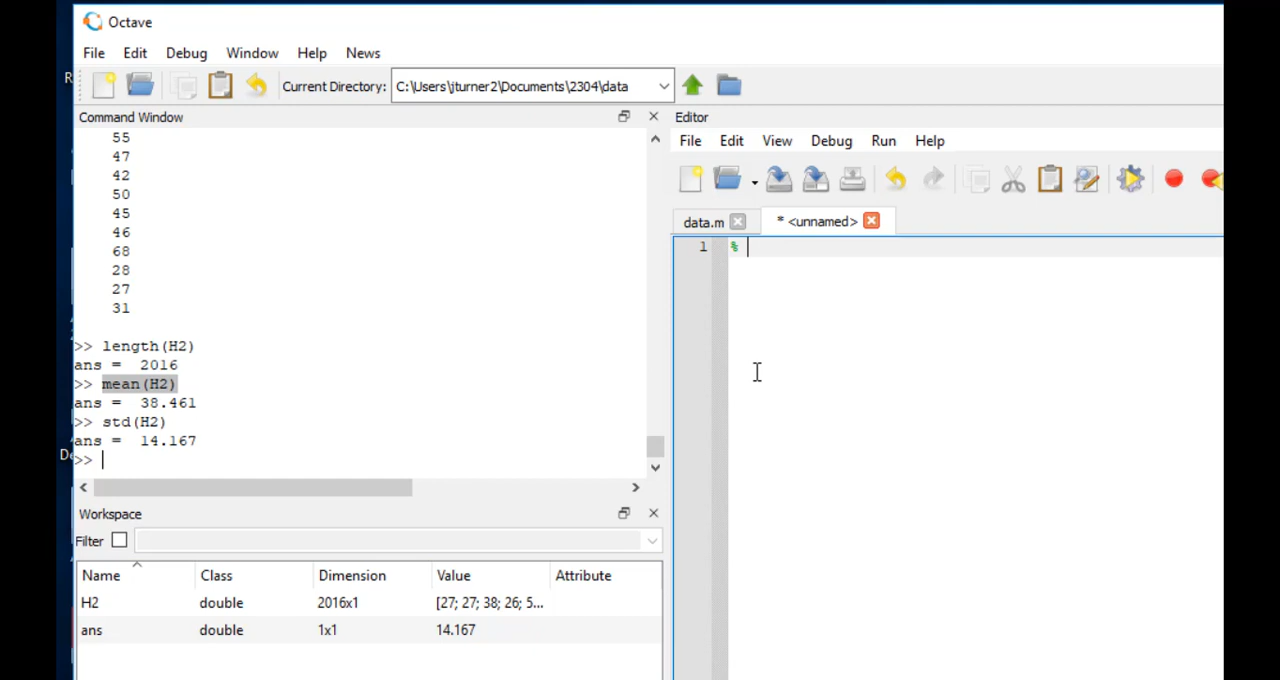 Octave
File Edit Debug Window Help News
Current Directory: C:\Users\jturner2\Documents\2304\data
Command Window
55
47
42
50
45
46
68
28
27
31
>> length(H2)
ans = 2016
>> mean(H2)
ans = 38.461
>> std(H2)
ans = 14.167
>>
Workspace
Filter
Name Class Dimension Value Attribute
H2 double 2016x1 [27; 27; 38; 26; 5...
ans double 1x1 14.167
Editor
File Edit View Debug Run Help
data.m * <unnamed>
1 %